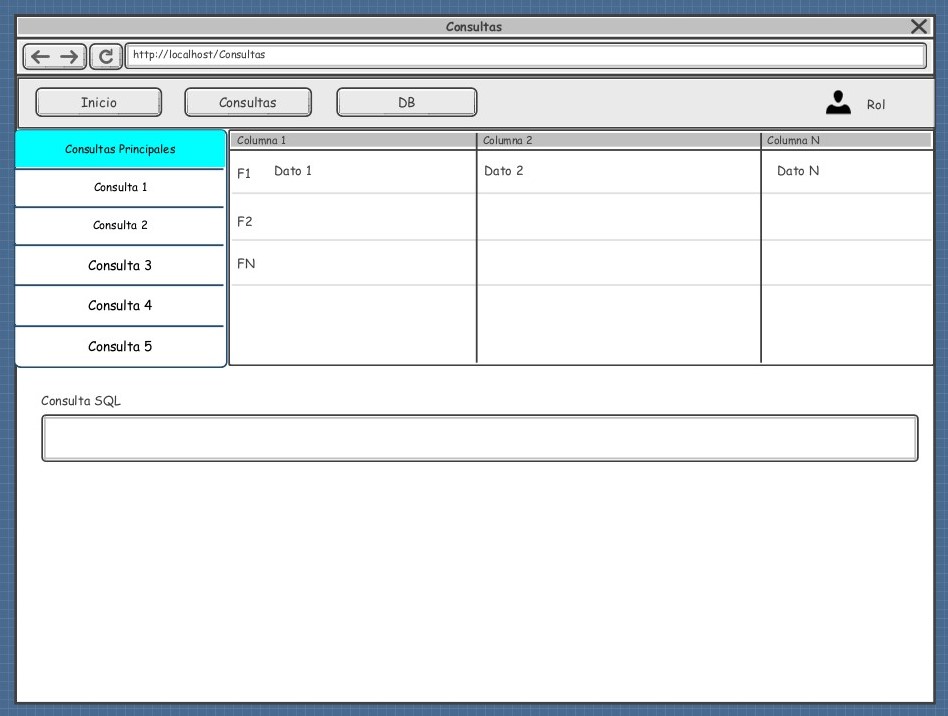 Consultas
http://localhost/Consultas
Inicio Consultas DB Rol
Consultas Principales
Consulta 1
Consulta 2
Consulta 3
Consulta 4
Consulta 5
Columna 1 Columna 2 Columna N
F1 Dato 1 Dato 2 Dato N
F2
FN
Consulta SQL